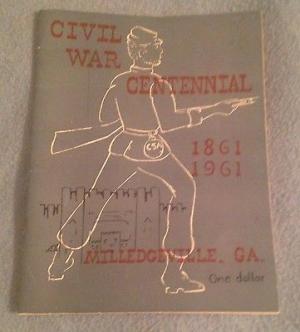 CIVIL
WAR
CENTENNIAL
1861
1961
CSA
MILLEDGEVILLE, GA.
One dollar